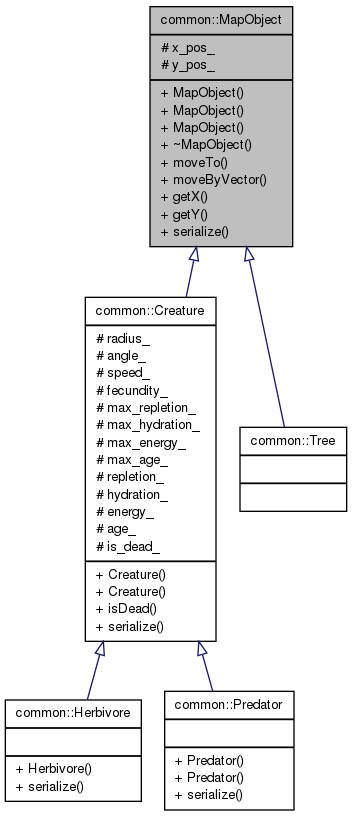 common::MapObject
# x_pos_
# y_pos_
+ MapObject()
+ MapObject()
+ MapObject()
+ ~MapObject()
+ moveTo()
+ moveByVector()
+ getX()
+ getY()
+ serialize()
common::Creature
# radius_
# angle_
# speed_
# fecundity_
# max_repletion_
# max_hydration_
# max_energy_
# max_age_
# repletion_
# hydration_
# energy_
# age_
# is_dead_
+ Creature()
+ Creature()
+ isDead()
+ serialize()
common::Tree
common::Herbivore
+ Herbivore()
+ serialize()
common::Predator
+ Predator()
+ Predator()
+ serialize()